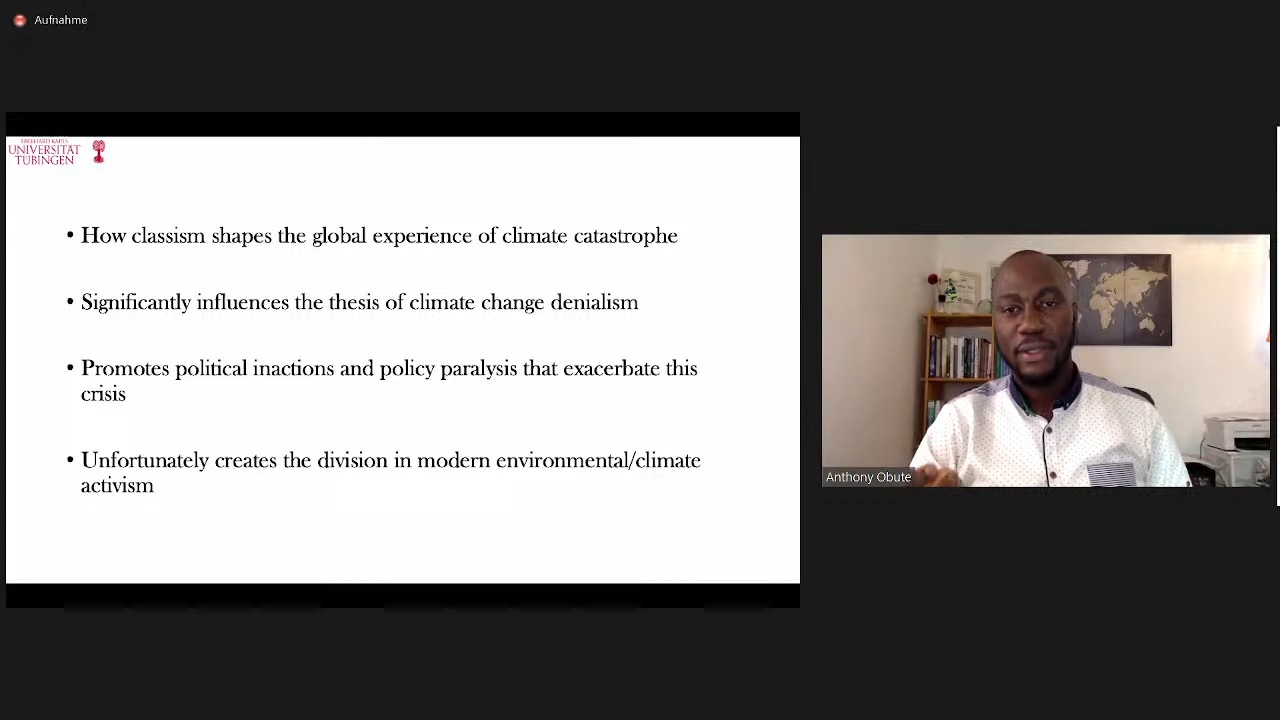 Aufnahme
EBERHARD KARLS
UNIVERSITÄT
TÜBINGEN
• How classism shapes the global experience of climate catastrophe
• Significantly influences the thesis of climate change denialism
• Promotes political inactions and policy paralysis that exacerbate this
crisis
• Unfortunately creates the division in modern environmental/climate
activism
Anthony Obute